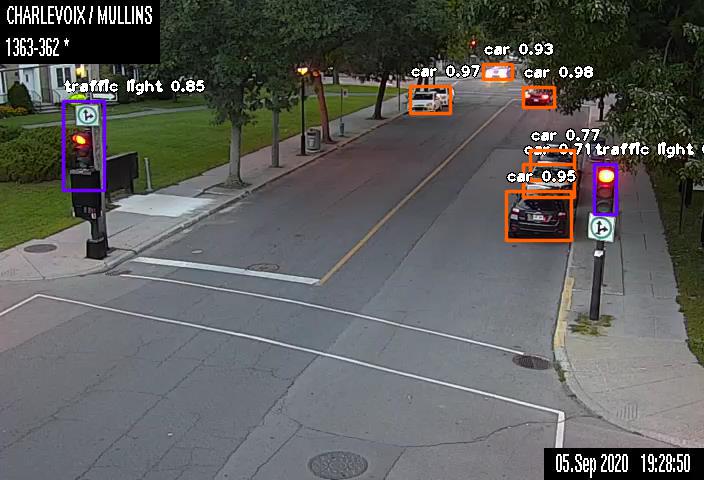 CHARLEVOIX / MULLINS
1363-362 *
car 0.93
car 0.97
car 0.98
traffic light 0.85
car 0.77
car 0.71
traffic light
car 0.95
05.Sep 2020 19:28:50